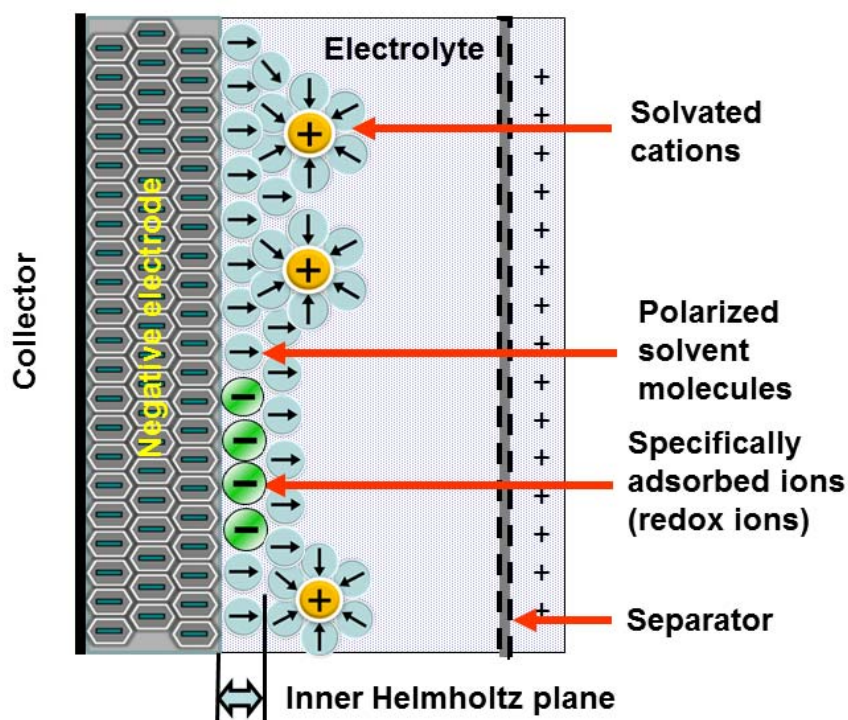 Electrolyte
Solvated
cations
Collector
Negative electrode
Polarized
solvent
molecules
Specifically
adsorbed ions
(redox ions)
Separator
Inner Helmholtz plane